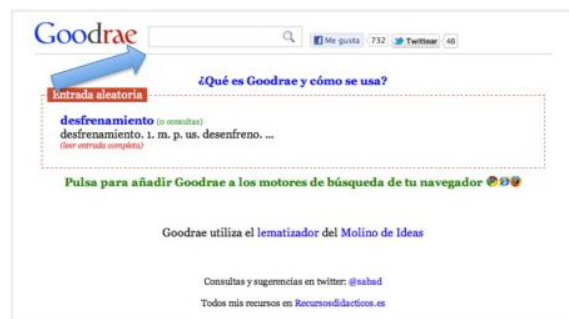 Goodrae
Me gusta 732 Twittear 46
¿Qué es Goodrae y cómo se usa?
Entrada aleatoria
desfrenamiento (0 consultas)
desfrenamiento. 1. m. p. us. desenfreno. ...
(leer entrada completa)
Pulsa para añadir Goodrae a los motores de búsqueda de tu navegador
Goodrae utiliza el lematizador del Molino de Ideas
Consultas y sugerencias en twitter: @sabad
Todos mis recursos en Recursosdidacticos.es